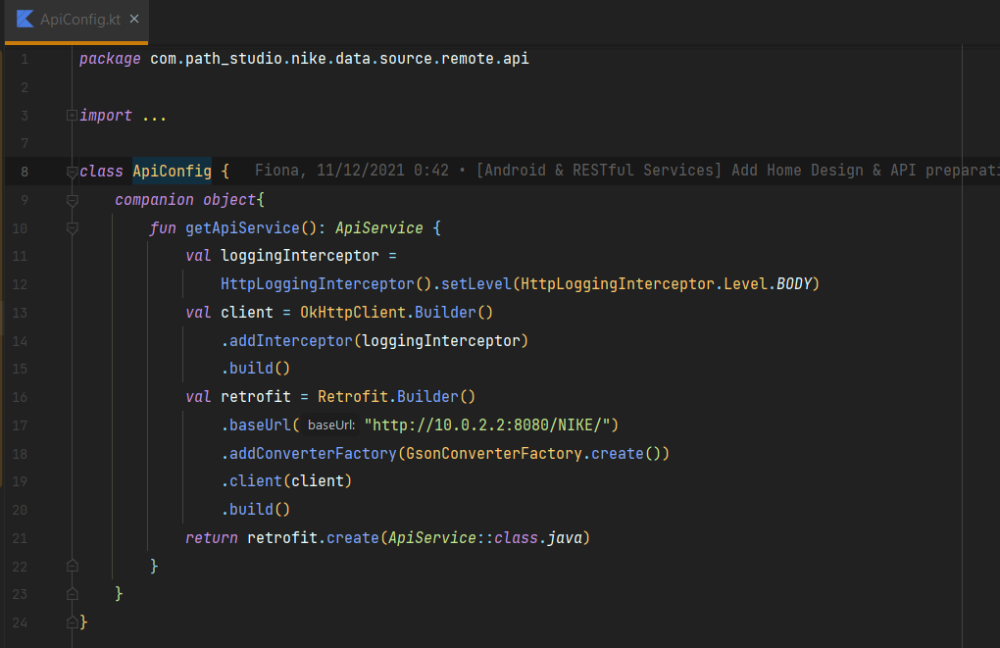 ApiConfig.kt
1 package com.path_studio.nike.data.source.remote.api
2
3 import ...
7
8 class ApiConfig { Fiona, 11/12/2021 0:42 • [Android & RESTful Services] Add Home Design & API
9 companion object{
10 fun getApiService(): ApiService {
11 val loggingInterceptor =
12 HttpLoggingInterceptor().setLevel(HttpLoggingInterceptor.Level.BODY)
13 val client = OkHttpClient.Builder()
14 .addInterceptor(loggingInterceptor)
15 .build()
16 val retrofit = Retrofit.Builder()
17 .baseUrl( baseUrl: "http://10.0.2.2:8080/NIKE/")
18 .addConverterFactory(GsonConverterFactory.create())
19 .client(client)
20 .build()
21 return retrofit.create(ApiService::class.java)
22 }
23 }
24 }